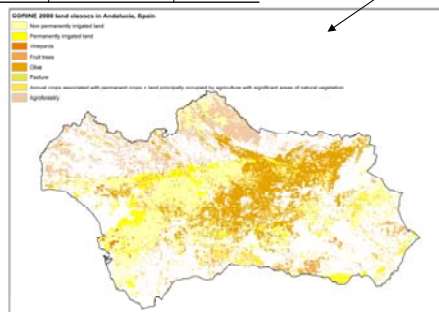 CORINE 2000 land classes in Andalucia, Spain
Non permanently irrigated land
Permanently irrigated land
Vineyards
Fruit trees
Olive
Pasture
Annual crops associated with permanent crops + land principally occupied by agriculture with significant areas of natural vegetation
Agroforestry